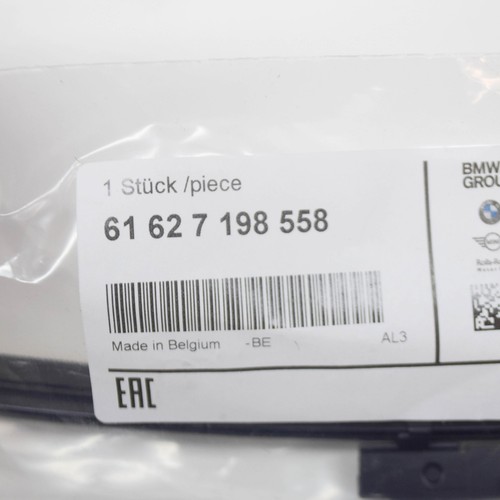 1 Stück /piece
61 62 7 198 558
Made in Belgium -BE AL3
EAC
BMW
GROU